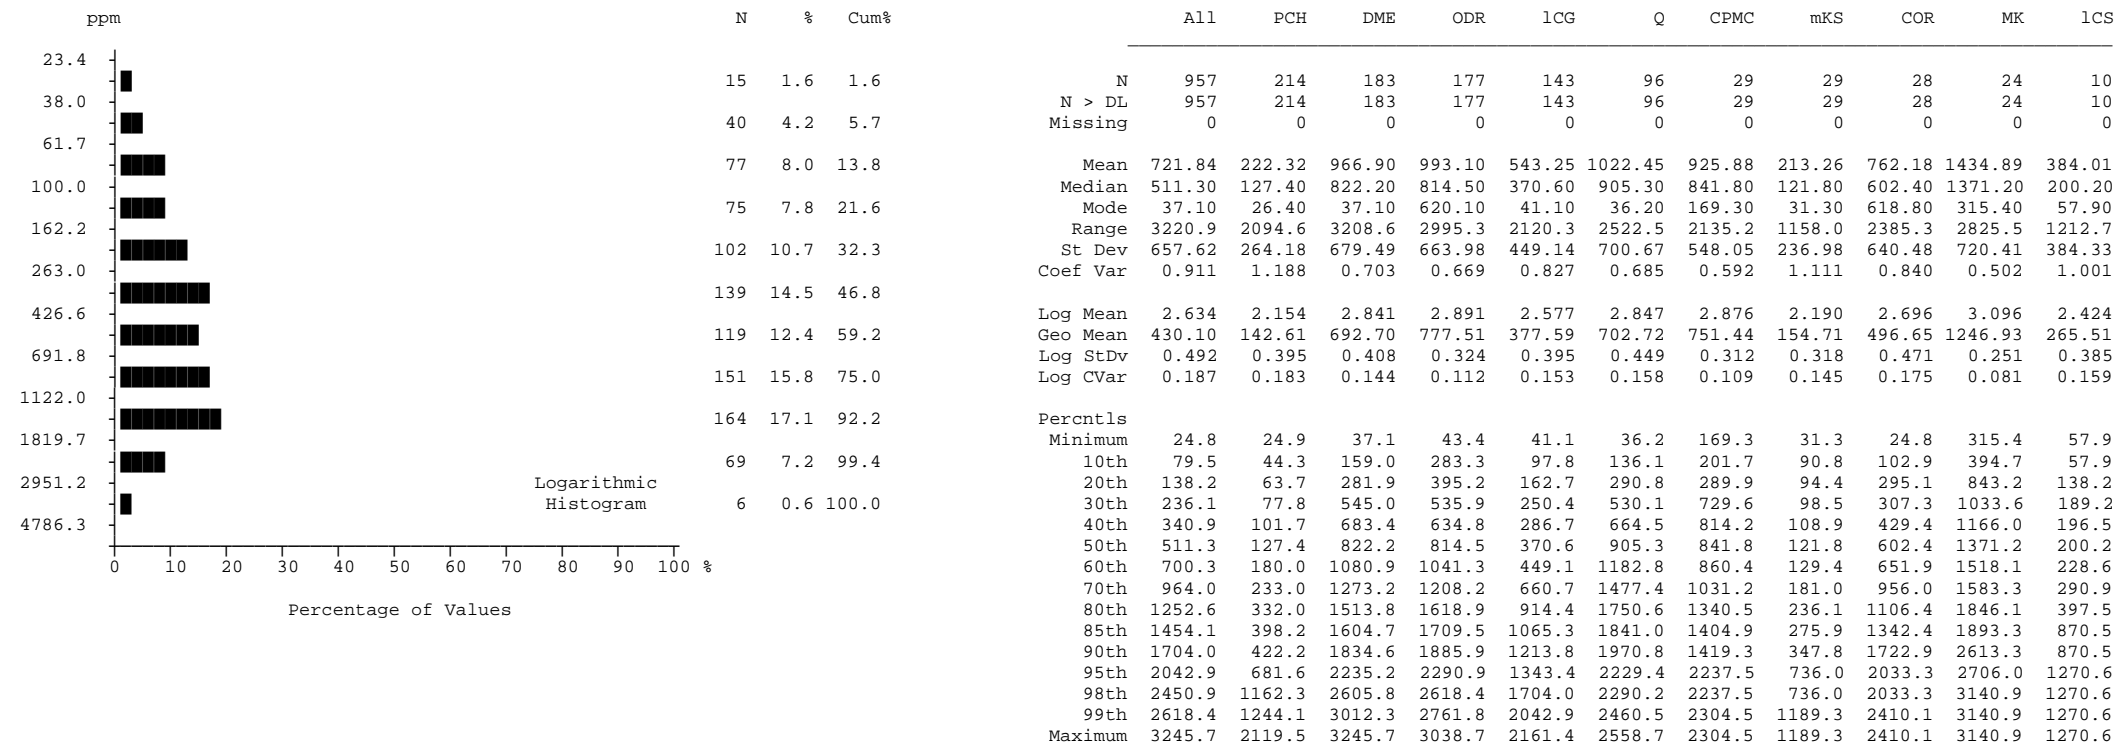 ppm N % Cum% All PCH DME ODR lCG Q CPMC mKS COR MK lCS
23.4
15 1.6 1.6 N 957 214 183 177 143 96 29 29 28 24 10
38.0 N > DL 957 214 183 177 143 96 29 29 28 24 10
40 4.2 5.7 Missing 0 0 0 0 0 0 0 0 0 0 0
61.7
77 8.0 13.8 Mean 721.84 222.32 966.90 993.10 543.25 1022.45 925.88 213.26 762.18 1434.89 384.01
100.0 Median 511.30 127.40 822.20 814.50 370.60 905.30 841.80 121.80 602.40 1371.20 200.20
75 7.8 21.6 Mode 37.10 26.40 37.10 620.10 41.10 36.20 169.30 31.30 618.80 315.40 57.90
162.2 Range 3220.9 2094.6 3208.6 2995.3 2120.3 2522.5 2135.2 1158.0 2385.3 2825.5 1212.7
102 10.7 32.3 St Dev 657.62 264.18 679.49 663.98 449.14 700.67 548.05 236.98 640.48 720.41 384.33
263.0 Coef Var 0.911 1.188 0.703 0.669 0.827 0.685 0.592 1.111 0.840 0.502 1.001
139 14.5 46.8
426.6 Log Mean 2.634 2.154 2.841 2.891 2.577 2.847 2.876 2.190 2.696 3.096 2.424
119 12.4 59.2 Geo Mean 430.10 142.61 692.70 777.51 377.59 702.72 751.44 154.71 496.65 1246.93 265.51
691.8 Log StDv 0.492 0.395 0.408 0.324 0.395 0.449 0.312 0.318 0.471 0.251 0.385
151 15.8 75.0 Log CVar 0.187 0.183 0.144 0.112 0.153 0.158 0.109 0.145 0.175 0.081 0.159
1122.0
164 17.1 92.2 Percntls
1819.7 Minimum 24.8 24.9 37.1 43.4 41.1 36.2 169.3 31.3 24.8 315.4 57.9
69 7.2 99.4 10th 79.5 44.3 159.0 283.3 97.8 136.1 201.7 90.8 102.9 394.7 57.9
2951.2 Logarithmic 20th 138.2 63.7 281.9 395.2 162.7 290.8 289.9 94.4 295.1 843.2 138.2
Histogram 6 0.6 100.0 30th 236.1 77.8 545.0 535.9 250.4 530.1 729.6 98.5 307.3 1033.6 189.2
4786.3 40th 340.9 101.7 683.4 634.8 286.7 664.5 814.2 108.9 429.4 1166.0 196.5
50th 511.3 127.4 822.2 814.5 370.6 905.3 841.8 121.8 602.4 1371.2 200.2
0 10 20 30 40 50 60 70 80 90 100 % 60th 700.3 180.0 1080.9 1041.3 449.1 1182.8 860.4 129.4 651.9 1518.1 228.6
70th 964.0 233.0 1273.2 1208.2 660.7 1477.4 1031.2 181.0 956.0 1583.3 290.9
Percentage of Values 80th 1252.6 332.0 1513.8 1618.9 914.4 1750.6 1340.5 236.1 1106.4 1846.1 397.5
85th 1454.1 398.2 1604.7 1709.5 1065.3 1841.0 1404.9 275.9 1342.4 1893.3 870.5
90th 1704.0 422.2 1834.6 1885.9 1213.8 1970.8 1419.3 347.8 1722.9 2613.3 870.5
95th 2042.9 681.6 2235.2 2290.9 1343.4 2229.4 2237.5 736.0 2033.3 2706.0 1270.6
98th 2450.9 1162.3 2605.8 2618.4 1704.0 2290.2 2237.5 736.0 2033.3 3140.9 1270.6
99th 2618.4 1244.1 3012.3 2761.8 2042.9 2460.5 2304.5 1189.3 2410.1 3140.9 1270.6
Maximum 3245.7 2119.5 3245.7 3038.7 2161.4 2558.7 2304.5 1189.3 2410.1 3140.9 1270.6